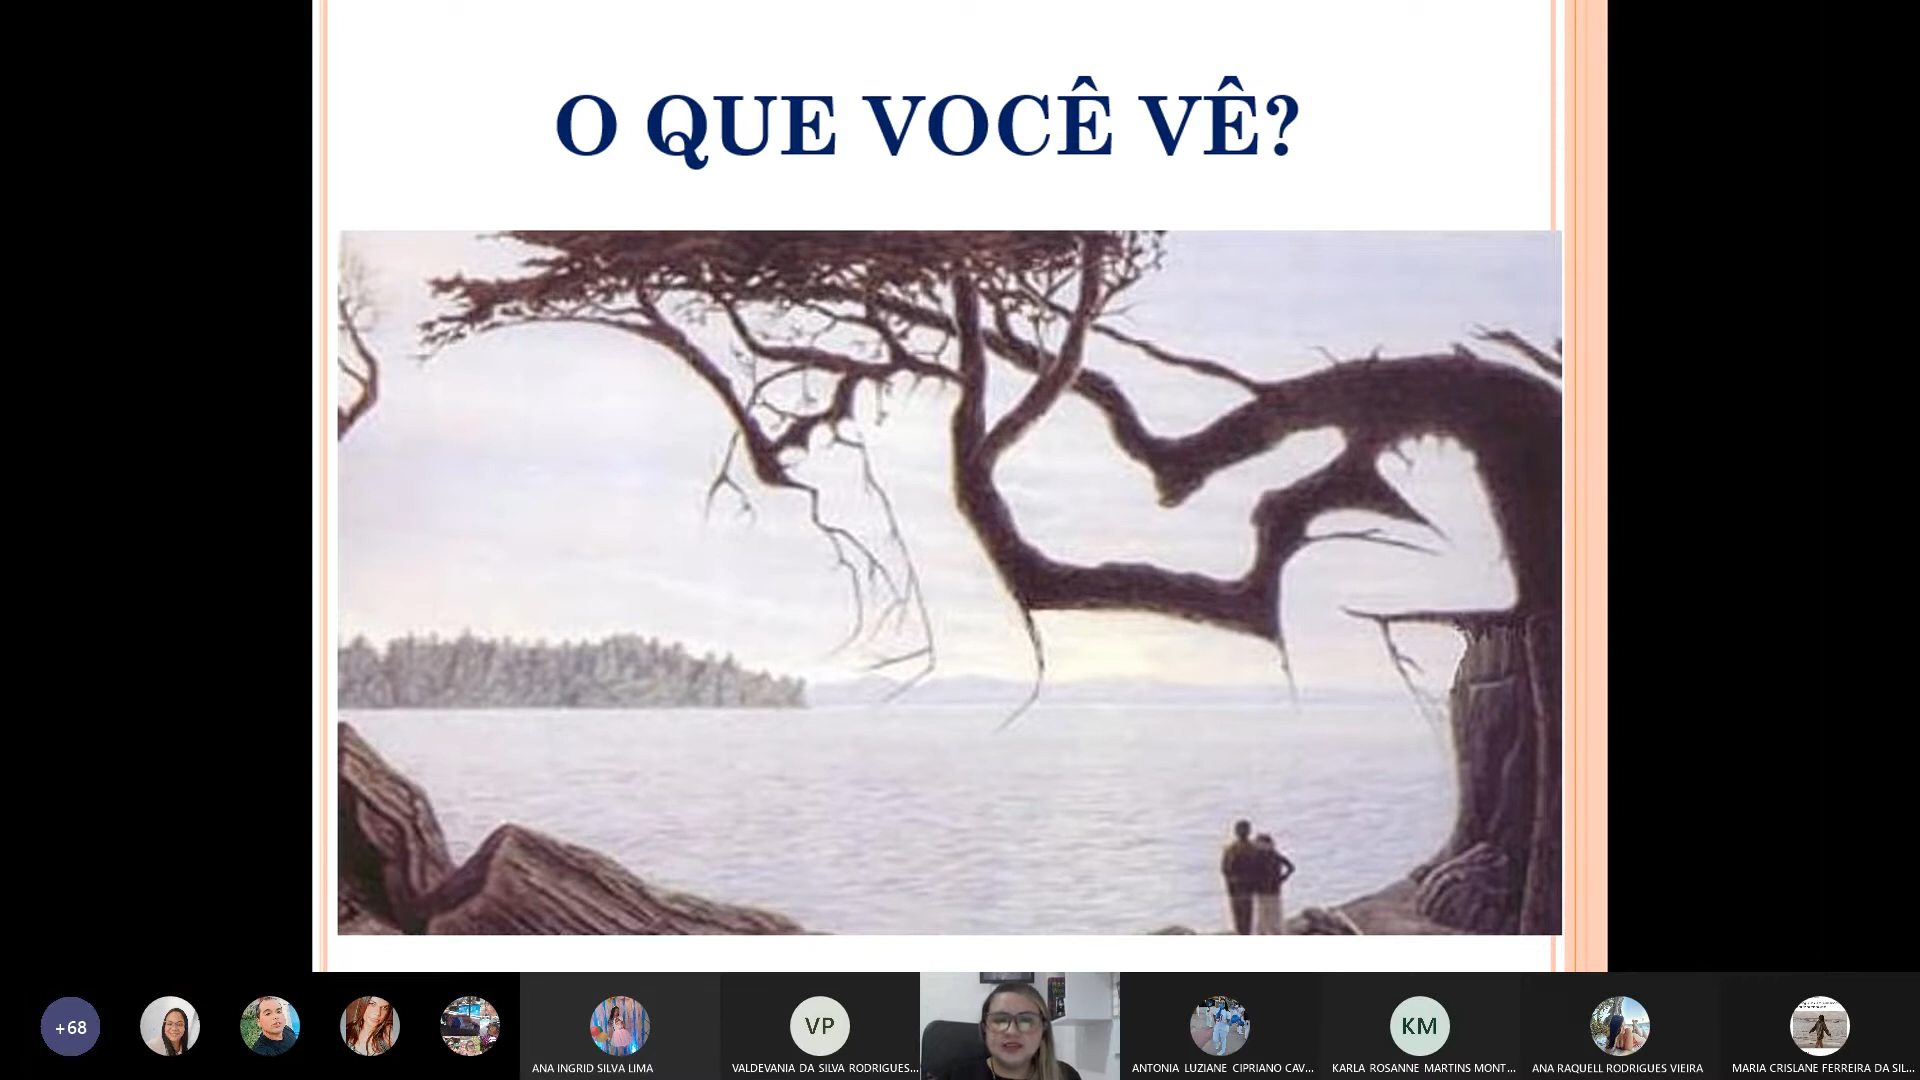 O QUE VOCÊ VÊ?
+68
ANA INGRID SILVA LIMA
VP
VALDEVANIA DA SILVA RODRIGUES...
ANTONIA LUZIANE CIPRIANO CAV...
KM
KARLA ROSANNE MARTINS MONT...
ANA RAQUELL RODRIGUES VIEIRA
MARIA CRISLANE FERREIRA DA SIL...